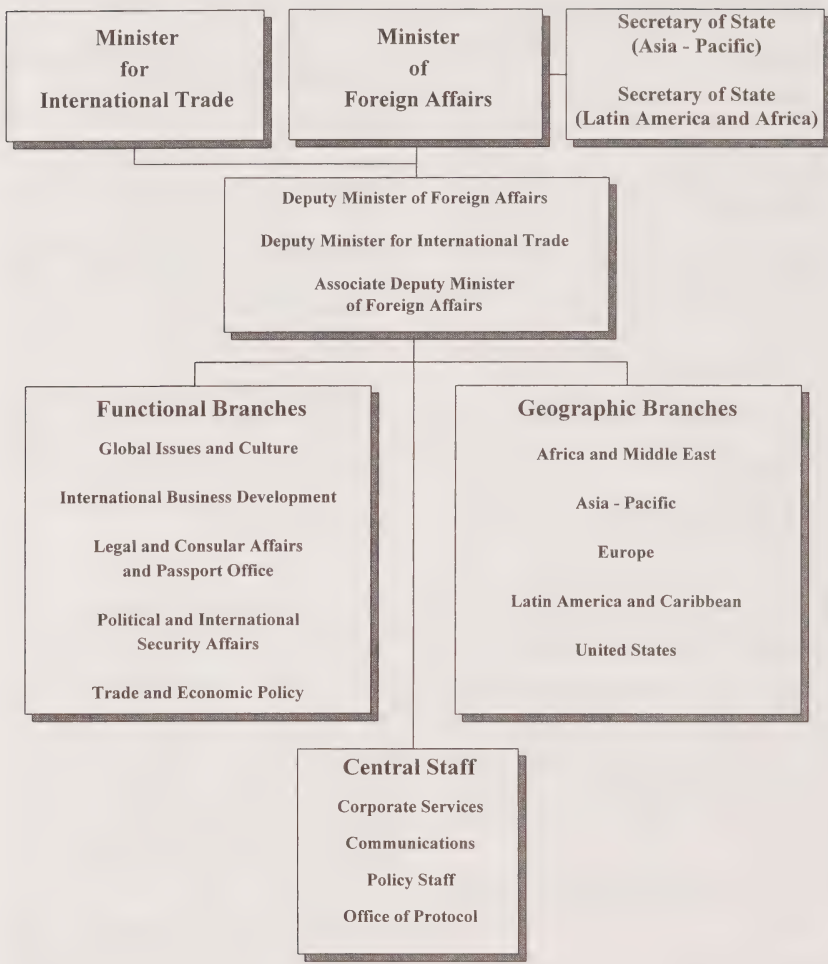 Minister
for
International Trade
Minister
of
Foreign Affairs
Secretary of State
(Asia - Pacific)
Secretary of State
(Latin America and Africa)
Deputy Minister of Foreign Affairs
Deputy Minister for International Trade
Associate Deputy Minister
of Foreign Affairs
Functional Branches
Global Issues and Culture
International Business Development
Legal and Consular Affairs
and Passport Office
Political and International
Security Affairs
Trade and Economic Policy
Geographic Branches
Africa and Middle East
Asia - Pacific
Europe
Latin America and Caribbean
United States
Central Staff
Corporate Services
Communications
Policy Staff
Office of Protocol